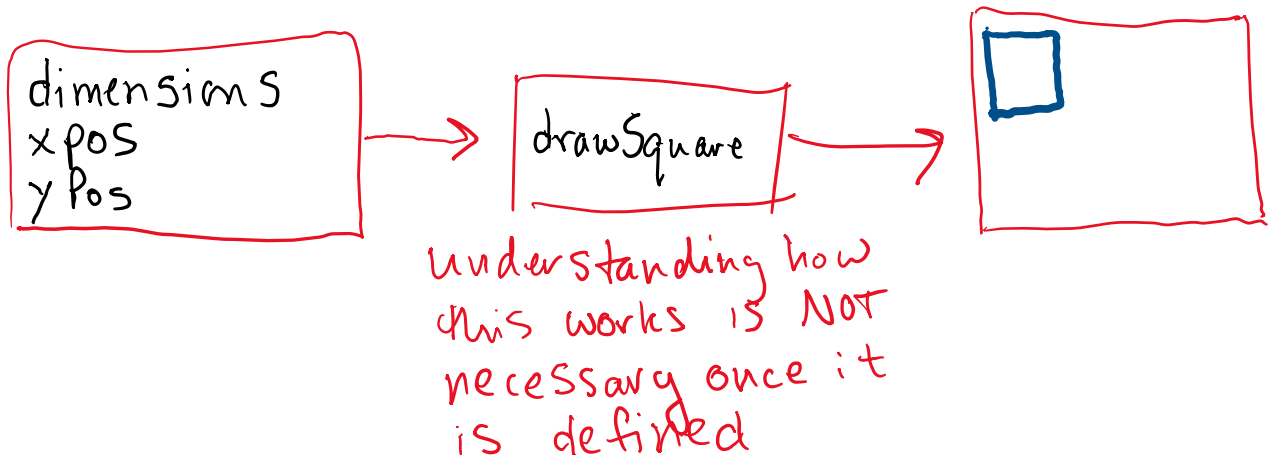 dimensions
xpos
yPos
drawSquare
understanding how
this works is NOT
necessary once it
is defined